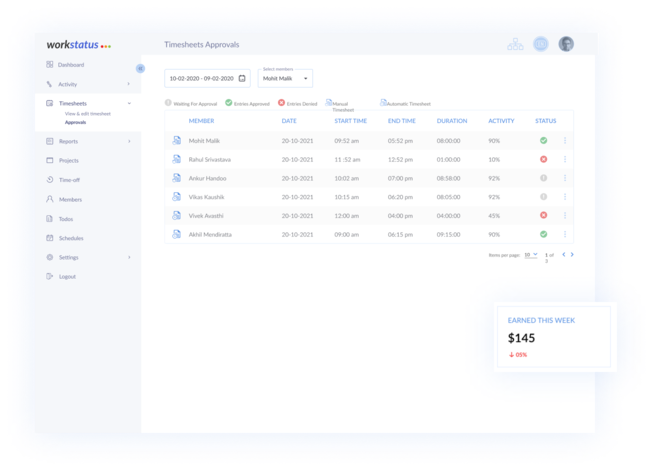 workstatus
Timesheets Approvals
Dashboard
Activity
Timesheets
View & edit timesheet
Approvals
Reports
Projects
Time-off
Members
Todos
Schedules
Settings
Logout
10-02-2020 - 09-02-2020
Select members
Mohit Malik
Waiting For Approval Entries Approved Entries Denied Manual Timesheet Automatic Timesheet
MEMBER DATE START TIME END TIME DURATION ACTIVITY STATUS
Mohit Malik 20-10-2021 09:52 am 05:52 pm 08:00:00 90%
Rahul Srivastava 20-10-2021 11 :52 am 12:52 pm 01:00:00 10%
Ankur Handoo 20-10-2021 10:02 am 07:00 pm 08:58:00 92%
Vikas Kaushik 20-10-2021 10:15 am 06:20 pm 08:05:00 92%
Vivek Avasthi 20-10-2021 12:00 am 04:00 pm 04:00:00 45%
Akhil Mendiratta 20-10-2021 09:00 am 06:15 pm 09:15:00 90%
Items per page: 10 1 of
EARNED THIS WEEK
$145
05%